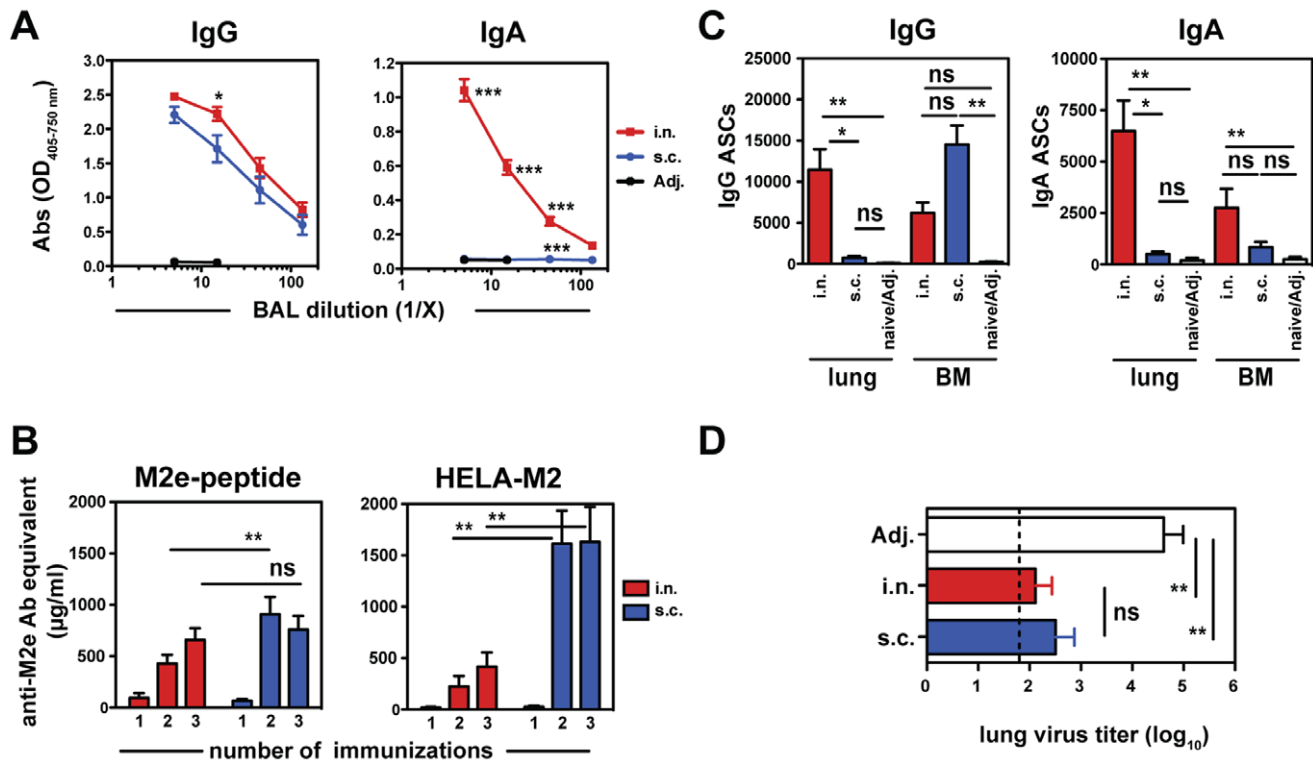 A
IgG
IgA
Abs (OD405-750 nm)
3.0
2.5
2.0
1.5
1.0
0.5
0.0
*
1
10
100
1.2
1.0
0.8
0.6
0.4
0.2
0.0
***
***
***
***
1
10
100
i.n.
s.c.
Adj.
BAL dilution (1/X)
C
IgG
IgA
IgG ASCs
25000
20000
15000
10000
5000
0
**
*
ns
ns
ns
**
i.n.
s.c.
naive/Adj.
i.n.
s.c.
naive/Adj.
lung
BM
IgA ASCs
10000
7500
5000
2500
0
**
*
ns
**
ns
ns
i.n.
s.c.
naive/Adj.
i.n.
s.c.
naive/Adj.
lung
BM
B
M2e-peptide
HELA-M2
anti-M2e Ab equivalent
(µg/ml)
2000
1500
1000
500
0
**
ns
1 2 3 1 2 3
2000
1500
1000
500
0
**
**
1 2 3 1 2 3
i.n.
s.c.
number of immunizations
D
Adj.
i.n.
s.c.
ns
**
**
0 1 2 3 4 5 6
lung virus titer (log10)